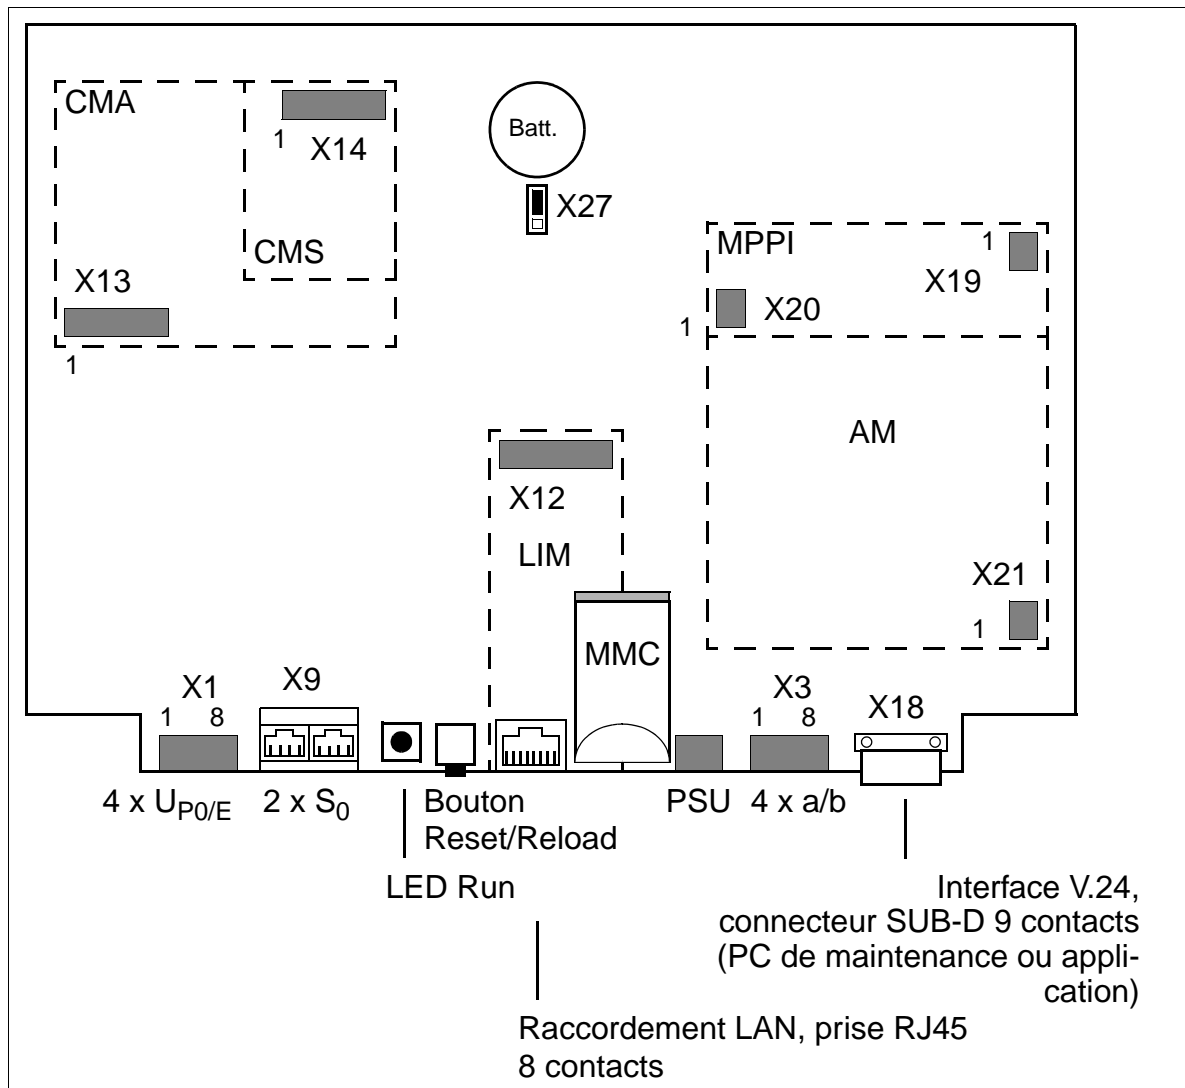 CMA
1
X14
Batt.
X27
CMS
X13
1
MPPI
1
X19
X20
1
AM
X12
LIM
X21
1
MMC
X1
1 8
X9
X3
1 8
X18
4 x UP0/E
2 x S0
Bouton
Reset/Reload
PSU
4 x a/b
LED Run
Interface V.24,
connecteur SUB-D 9 contacts
(PC de maintenance ou appli-
cation)
Raccordement LAN, prise RJ45
8 contacts